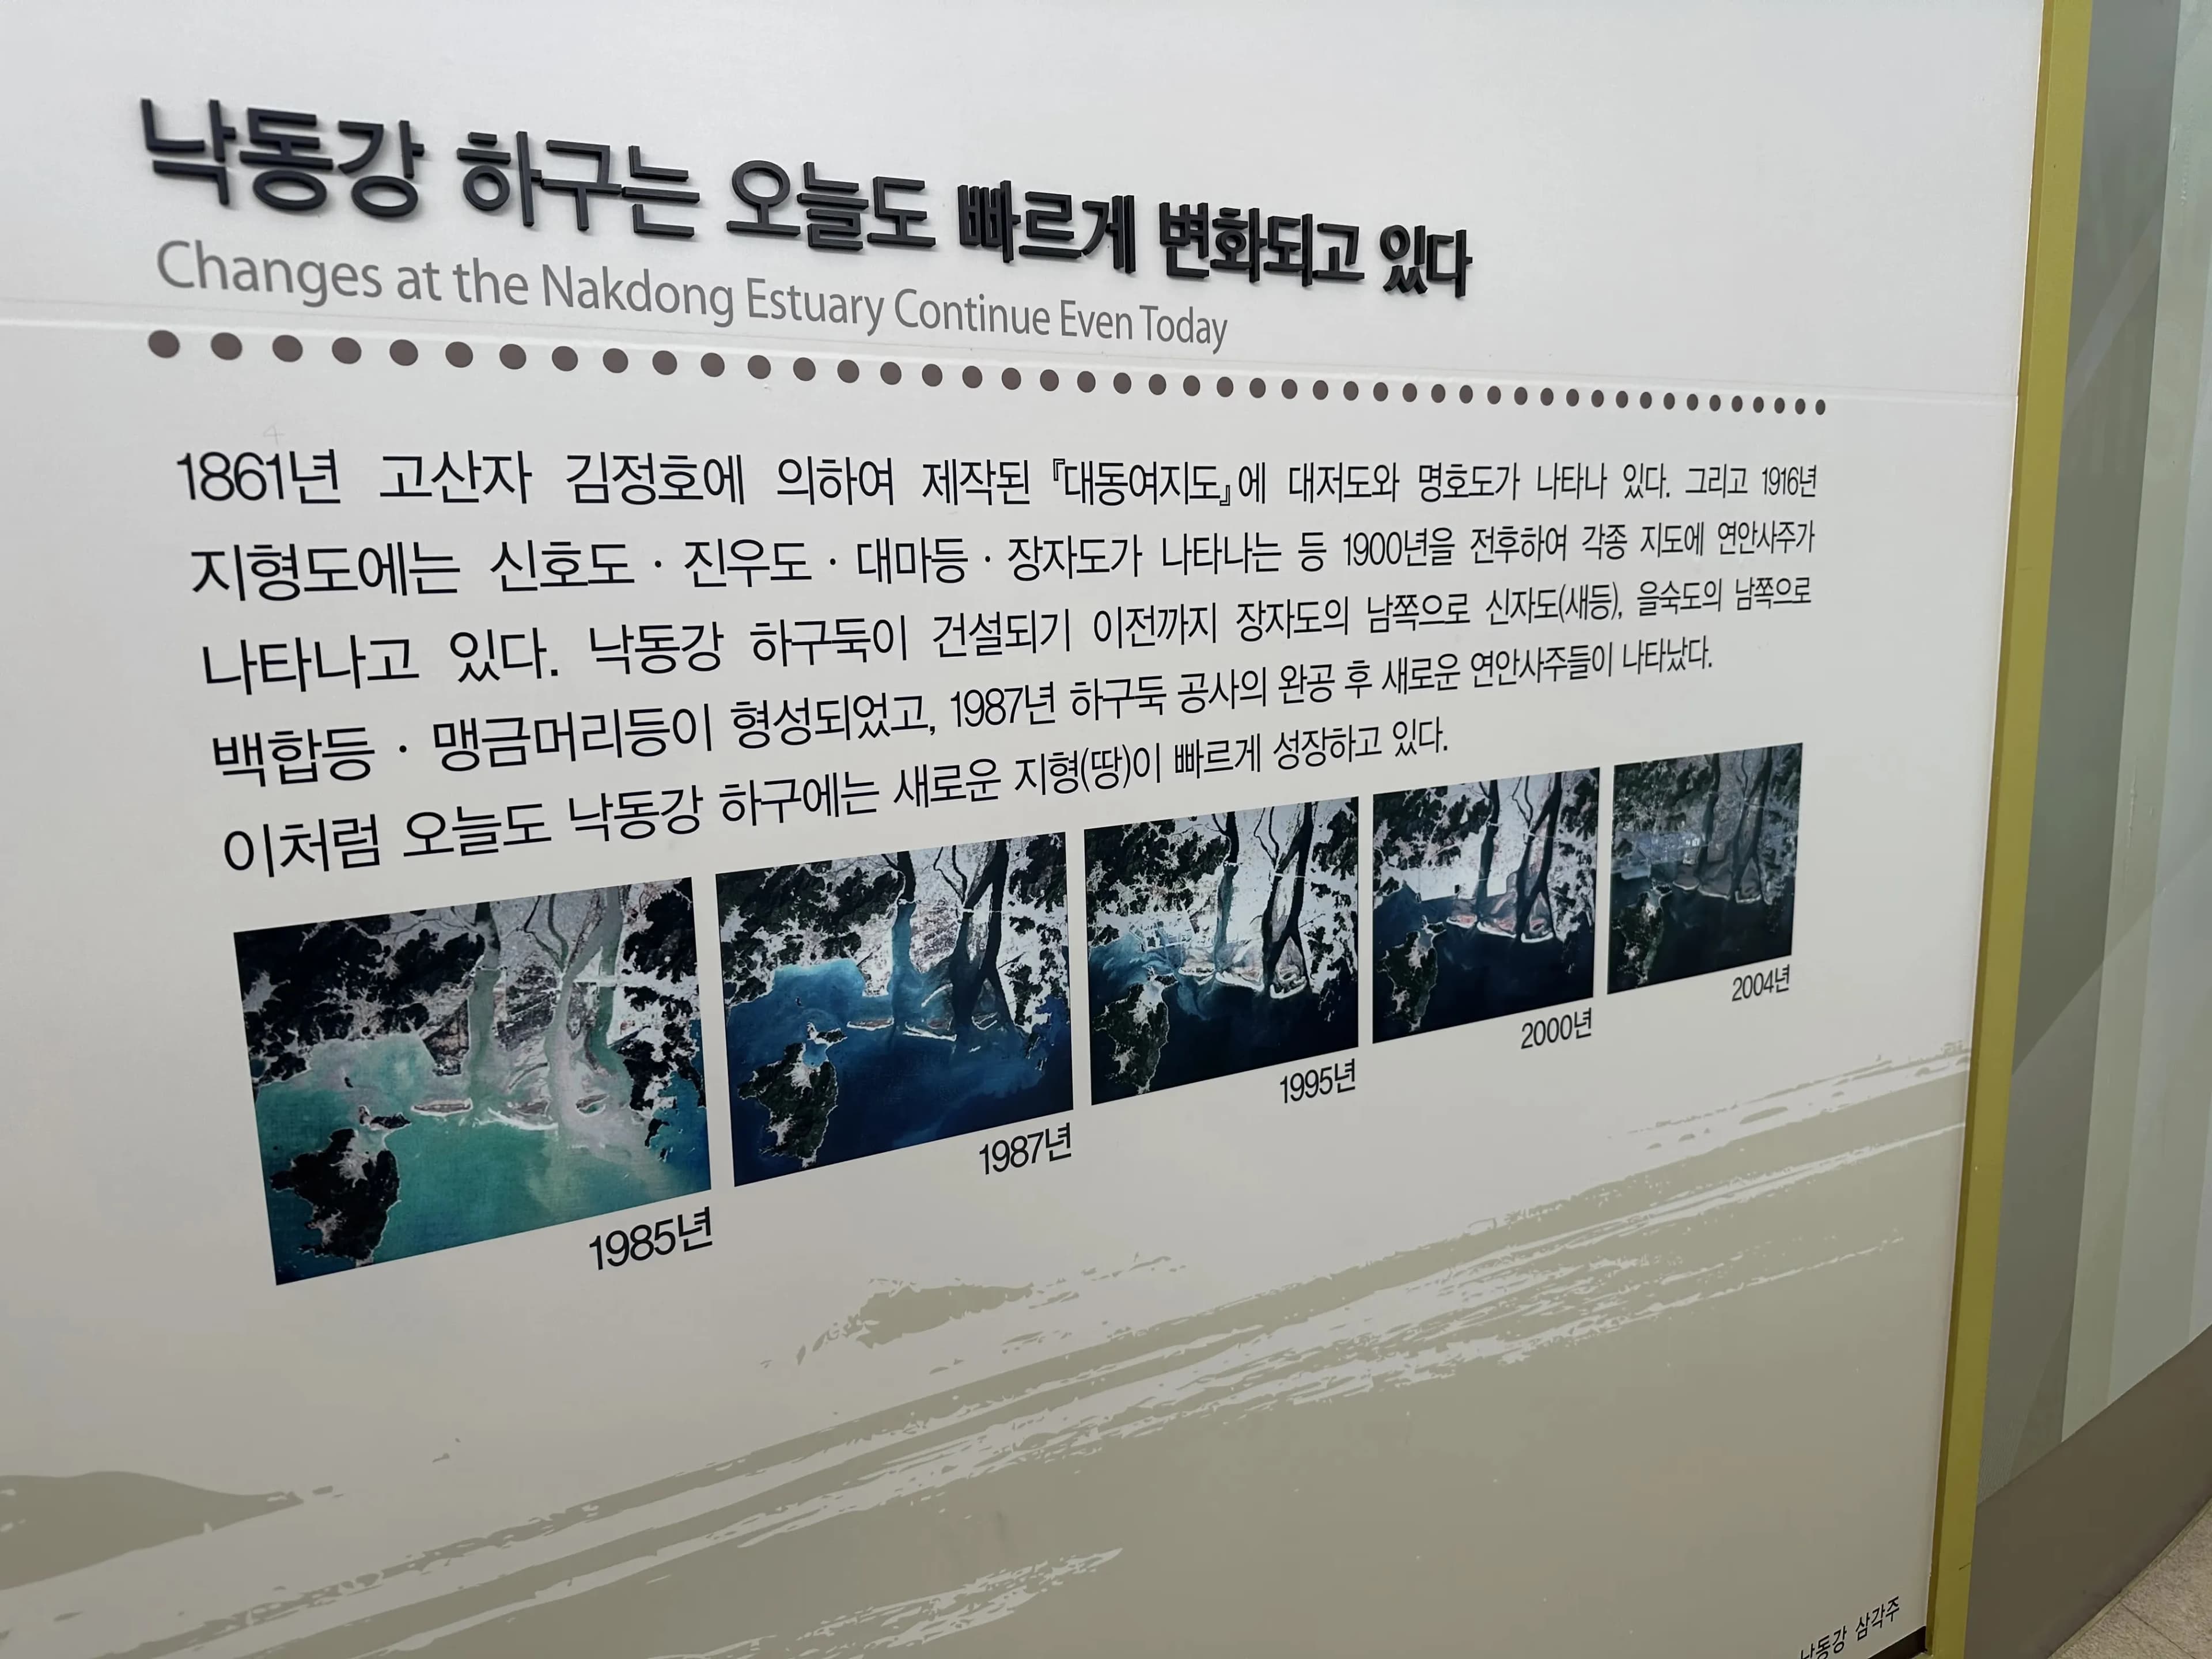 낙동강 하구는 오늘도 빠르게 변화되고 있다
Changes at the Nakdong Estuary Continue Even Today
1861년 고산자 김정호에 의하여 제작된 『대동여지도』에 대저도와 명호도가 나타나 있다. 그리고 1916년
지형도에는 신호도 · 진우도 · 대마등 · 장자도가 나타나는 등 1900년을 전후하여 각종 지도에 연안사주가
나타나고 있다. 낙동강 하구둑이 건설되기 이전까지 장자도의 남쪽으로 신자도(새등), 을숙도의 남쪽으로
백합등 · 맹금머리등이 형성되었고, 1987년 하구둑 공사의 완공 후 새로운 연안사주들이 나타났다.
이처럼 오늘도 낙동강 하구에는 새로운 지형(땅)이 빠르게 성장하고 있다.
1985년
1987년
1995년
2000년
2004년
낙동강 삼각주